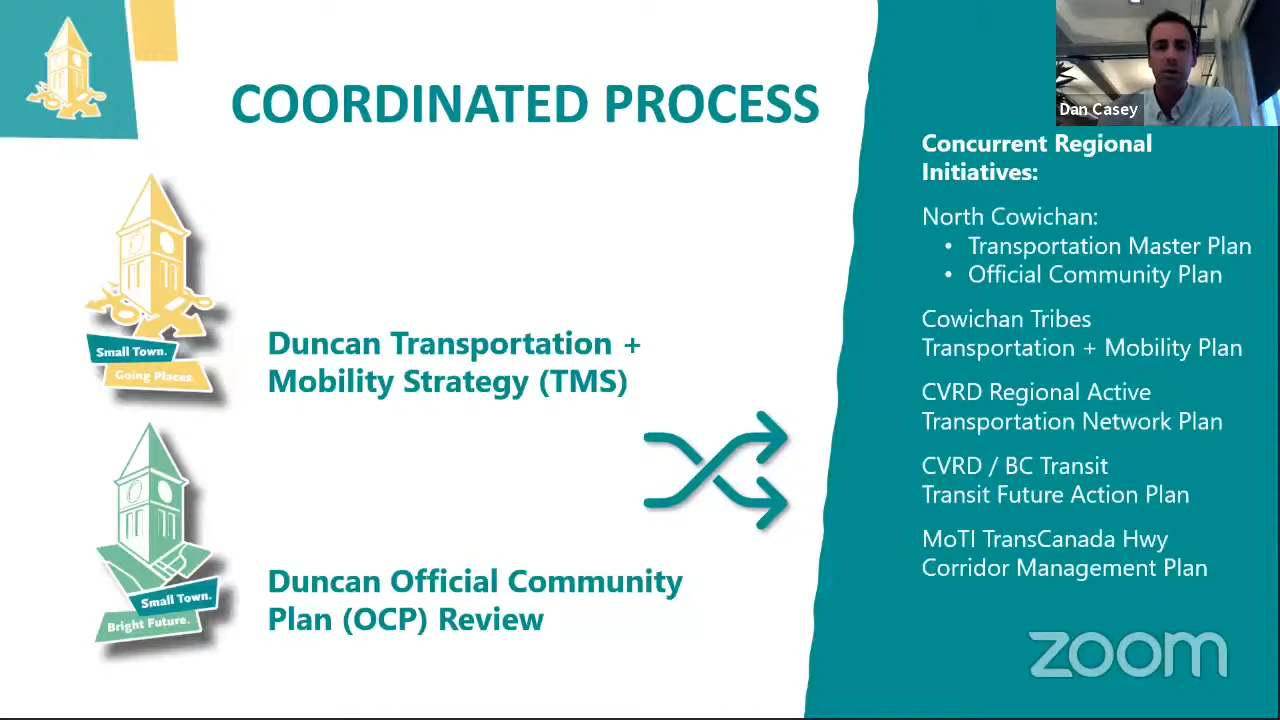 COORDINATED PROCESS
Small Town.
Going Places.
Duncan Transportation +
Mobility Strategy (TMS)
Small Town.
Bright Future.
Duncan Official Community
Plan (OCP) Review
Dan Casey
Concurrent Regional
Initiatives:
North Cowichan:
• Transportation Master Plan
• Official Community Plan
Cowichan Tribes
Transportation + Mobility Plan
CVRD Regional Active
Transportation Network Plan
CVRD / BC Transit
Transit Future Action Plan
MoTI TransCanada Hwy
Corridor Management Plan
zoom